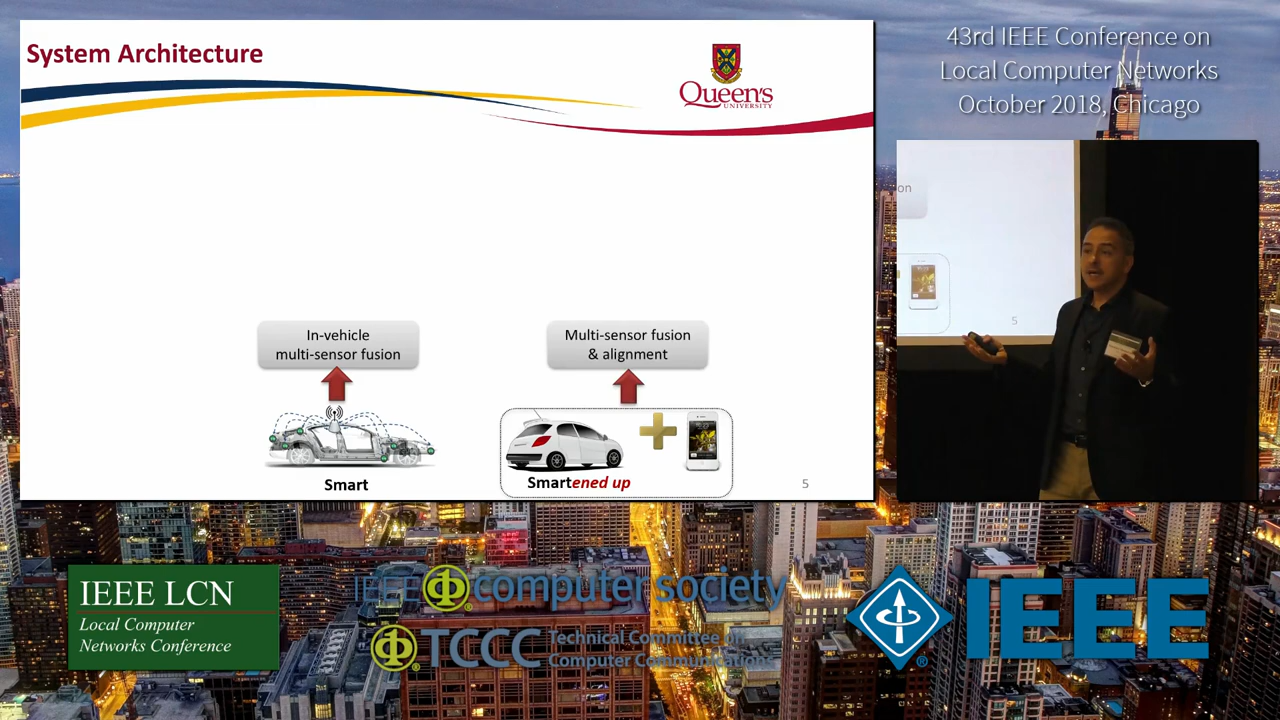 System Architecture
Queen's
UNIVERSITY
In-vehicle
multi-sensor fusion
Multi-sensor fusion
& alignment
Smart
Smartened up
5
43rd IEEE Conference on
Local Computer Networks
October 2018, Chicago
on
5
IEEE LCN
Local Computer
Networks Conference
IEEE computer society
TCCC Technical Committee on
Computer Communications
IEEE